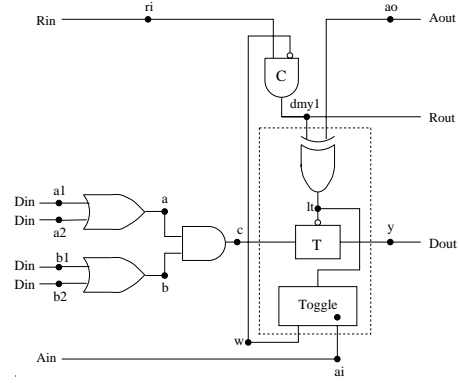 ri
ao
Rin
Aout
C
dmy1
Rout
a1
Din
a
Din
a2
lt
c
y
T
Dout
b1
Din
Din
b
b2
Toggle
w
Ain
ai